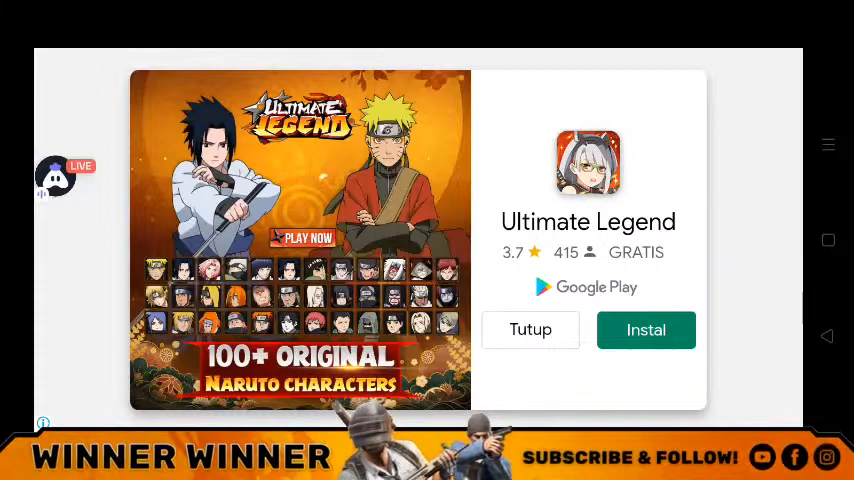 LIVE
ULTIMATE
LEGEND
PLAY NOW
100+ ORIGINAL
NARUTO CHARACTERS
Ultimate Legend
3.7 415 GRATIS
Google Play
Tutup Instal
WINNER WINNER
SUBSCRIBE & FOLLOW!